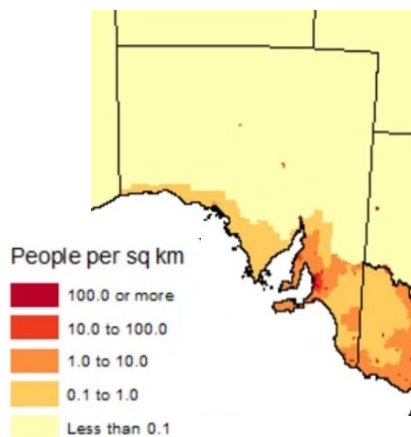 People per sq km
100.0 or more
10.0 to 100.0
1.0 to 10.0
0.1 to 1.0
Less than 0.1